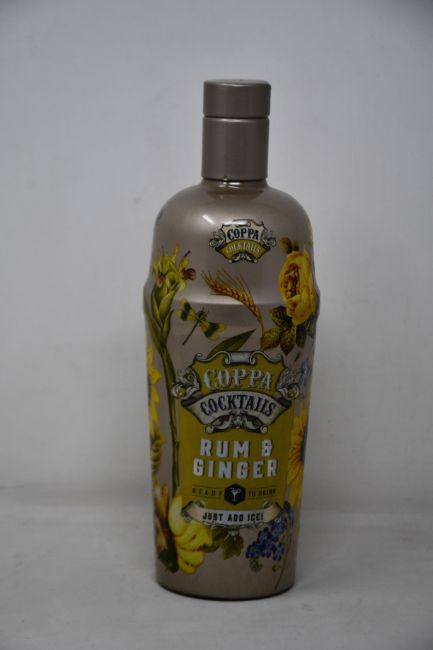 COPPA
COCKTAILS
COPPA
COCKTAILS
RUM &
GINGER
READY TO DRINK
JUST ADD ICE!